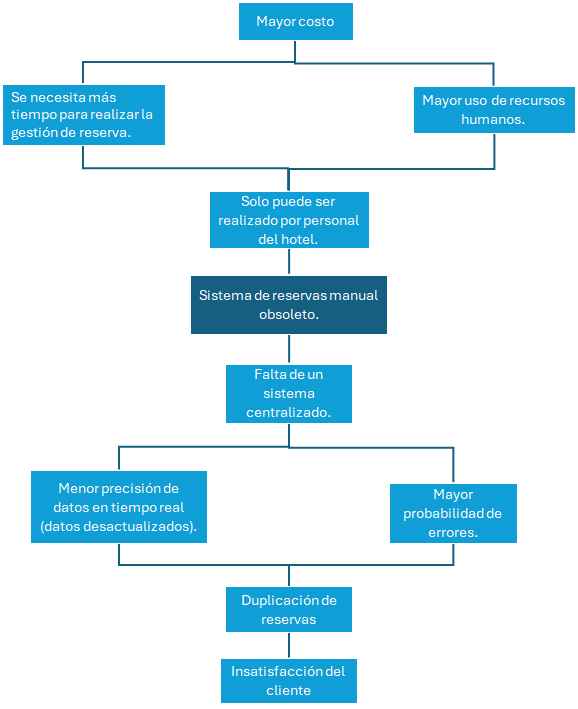 Mayor costo
Se necesita más
tiempo para realizar la
gestión de reserva.
Mayor uso de recursos
humanos.
Solo puede ser
realizado por personal
del hotel.
Sistema de reservas manual
obsoleto.
Falta de un
sistema
centralizado.
Menor precisión de
datos en tiempo real
(datos desactualizados).
Mayor
probabilidad de
errores.
Duplicación de
reservas
Insatisfacción del
cliente